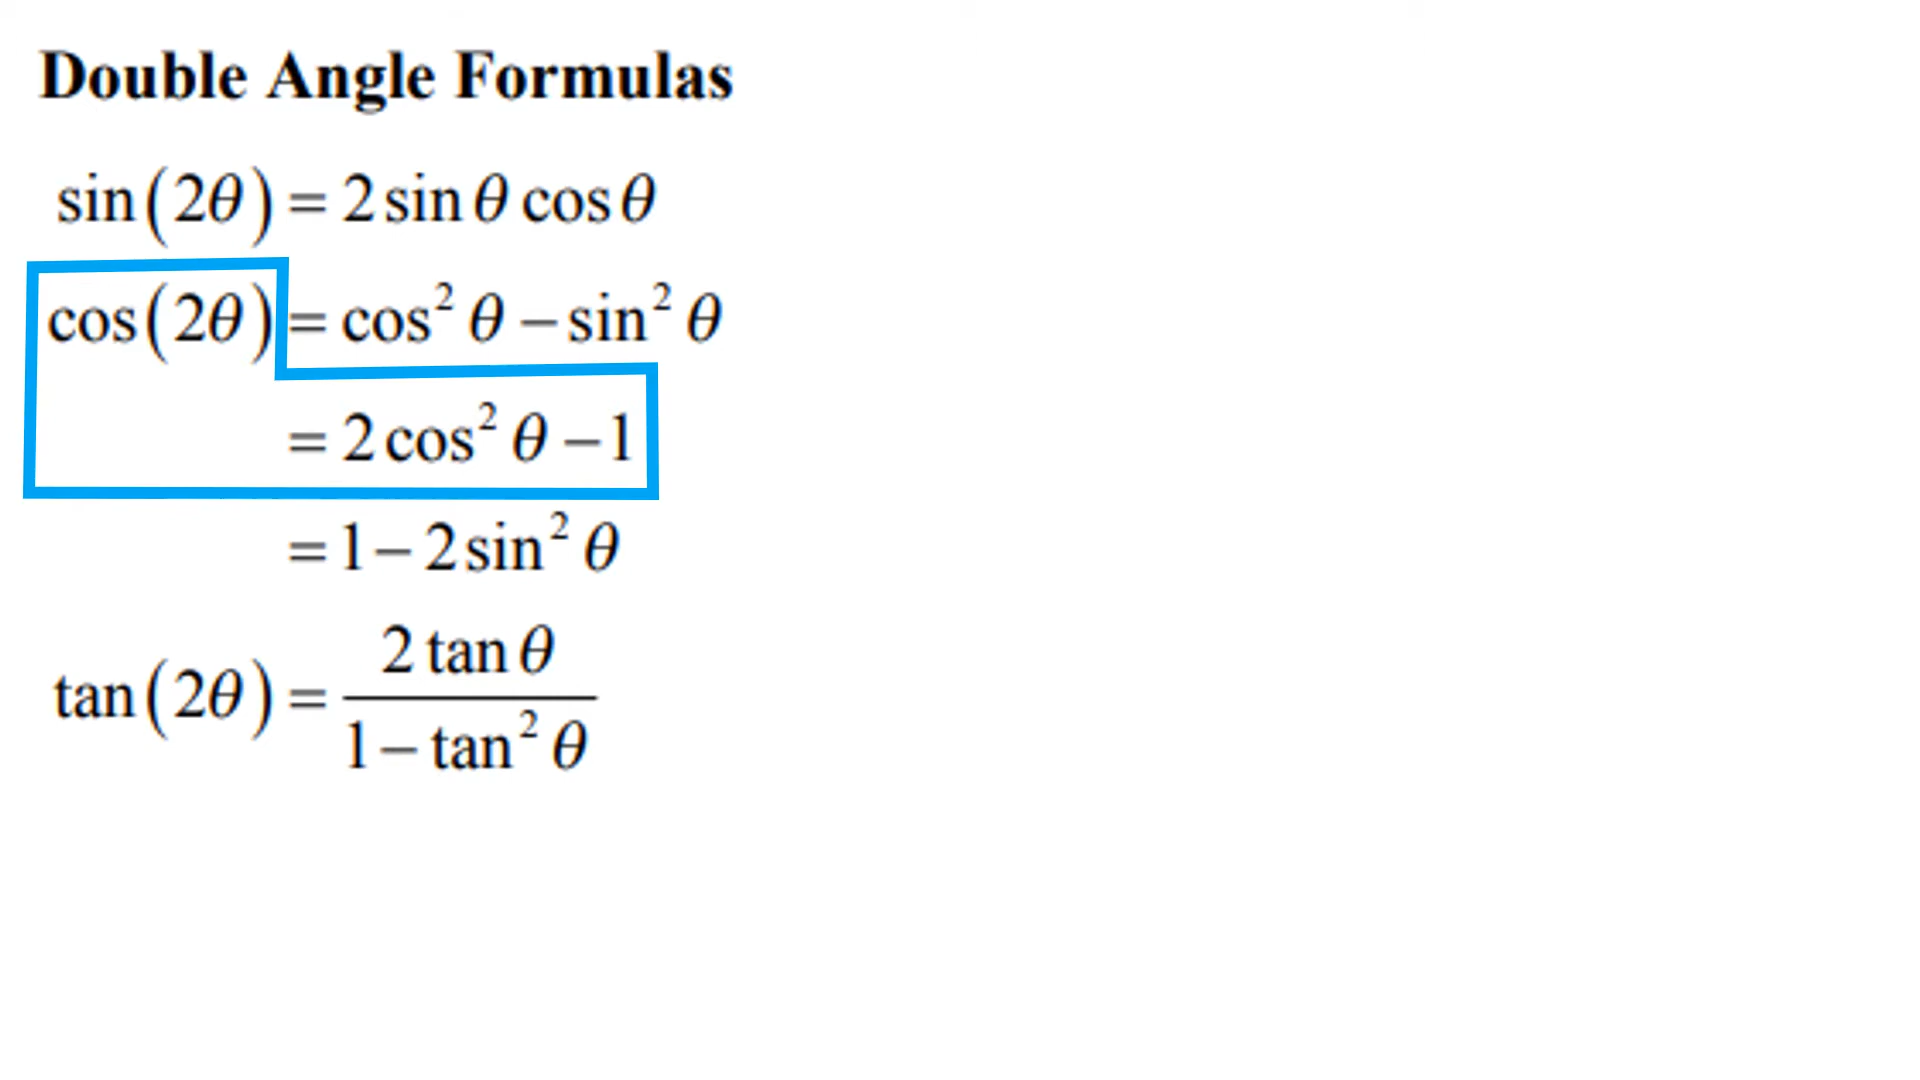 Double Angle Formulas
sin(2θ) = 2 sin θ cos θ
cos(2θ) = cos² θ − sin² θ
= 2 cos² θ − 1
= 1 − 2 sin² θ
tan(2θ) = 2 tan θ / 1 − tan² θ